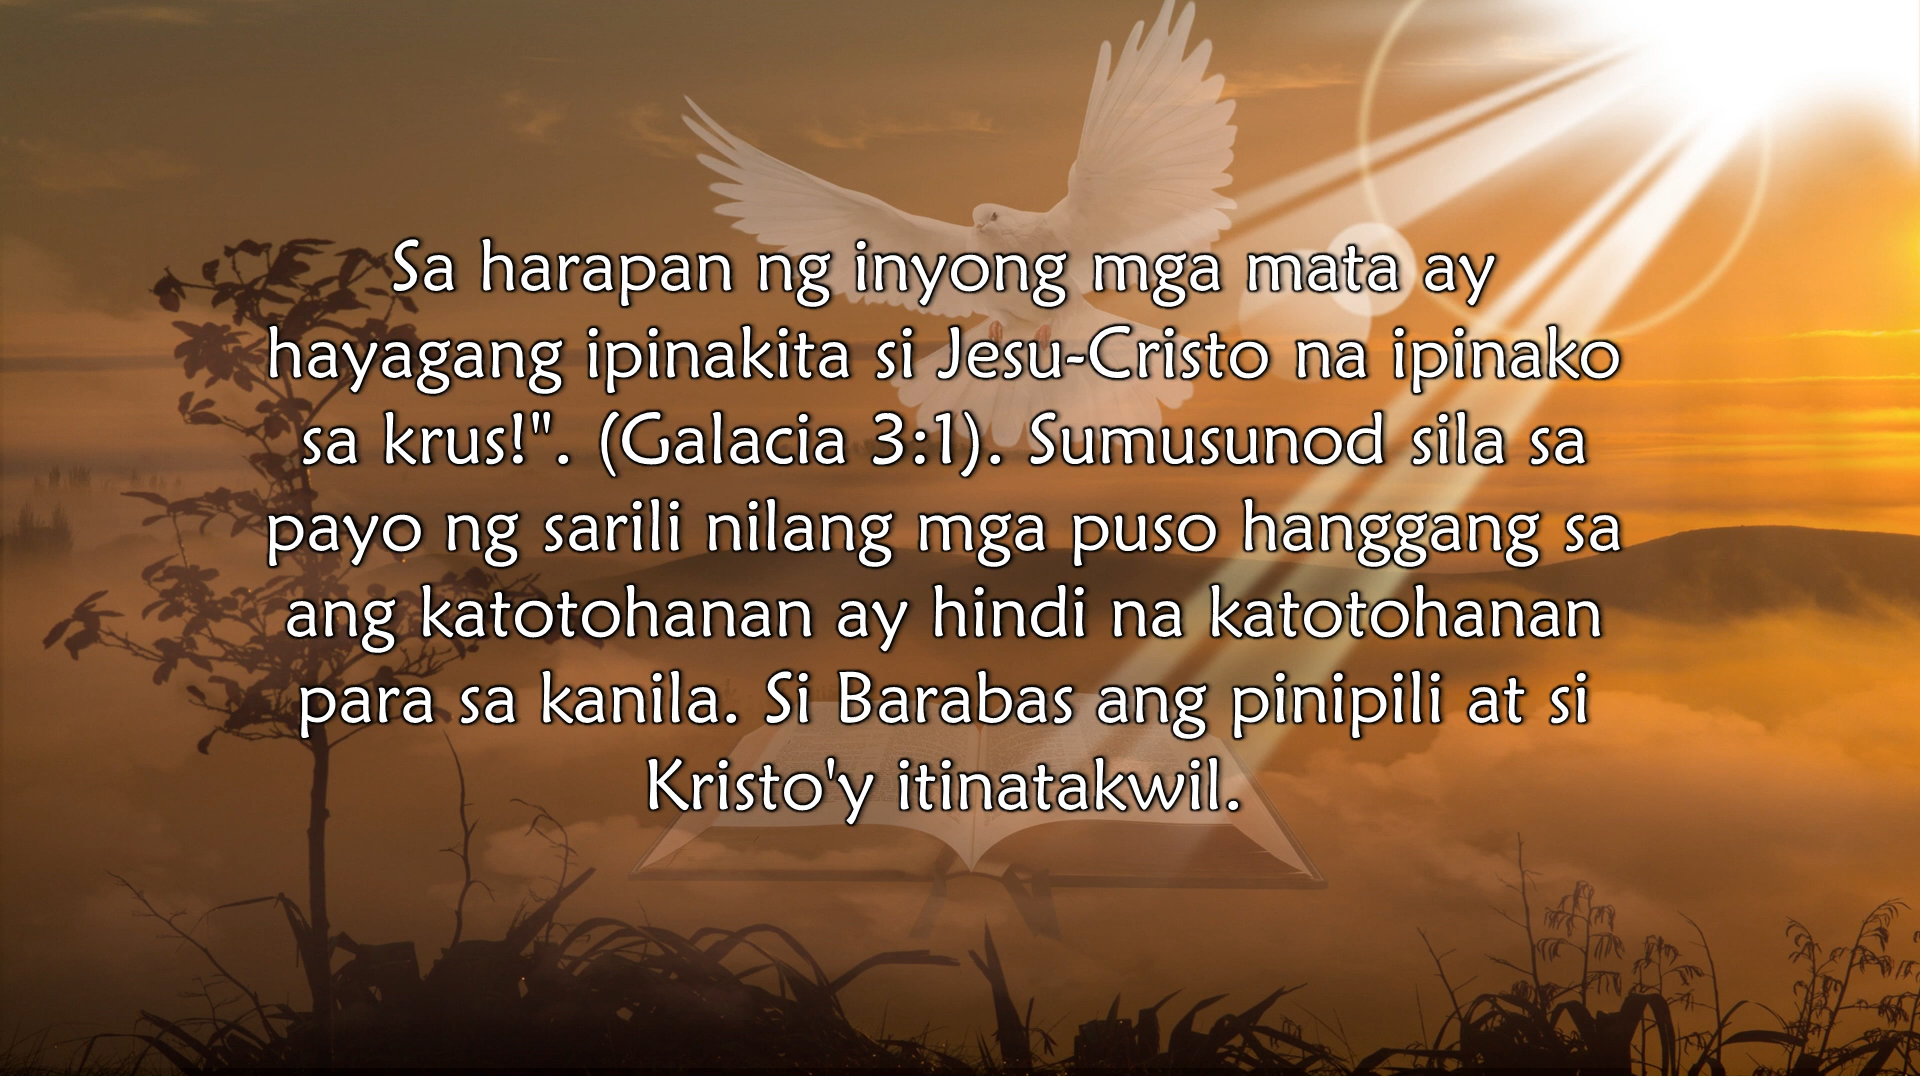 Sa harapan ng inyong mga mata ay
hayagang ipinakita si Jesu-Cristo na ipinako
sa krus!". (Galacia 3:1). Sumusunod sila sa
payo ng sarili nilang mga puso hanggang sa
ang katotohanan ay hindi na katotohanan
para sa kanila. Si Barabas ang pinipili at si
Kristo'y itinatakwil.